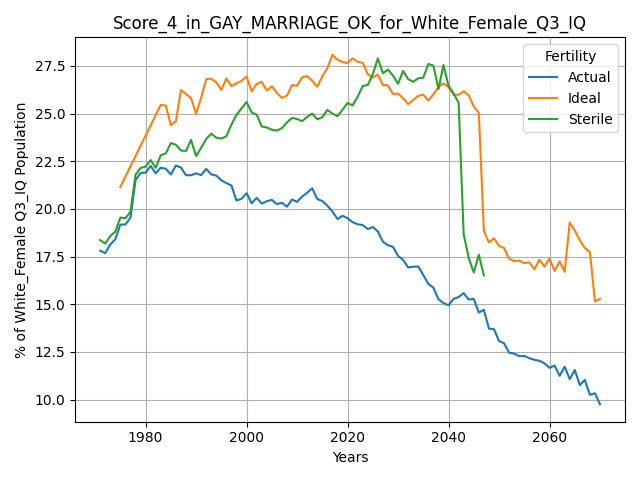 Score_4_in_GAY_MARRIAGE_OK_for_White_Female_Q3_IQ
Fertility
Actual
Ideal
Sterile
% of White_Female Q3_IQ Population
27.5
25.0
22.5
20.0
17.5
15.0
12.5
10.0
1980
2000
2020
2040
2060
Years